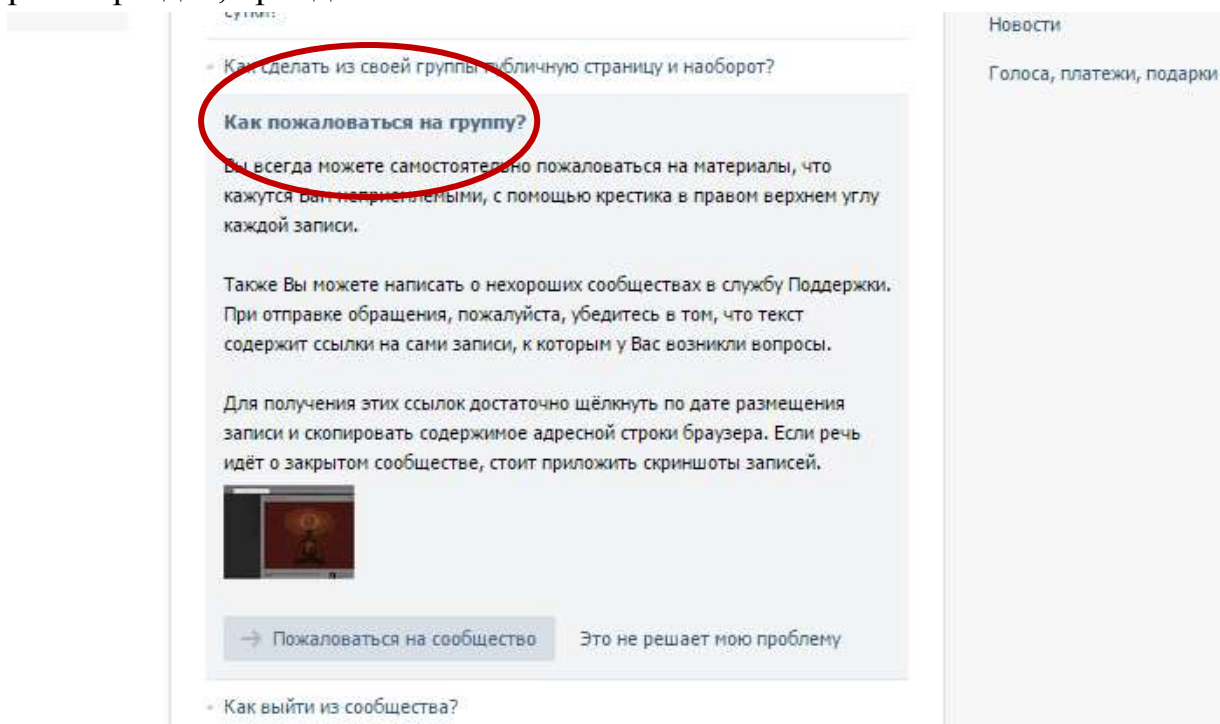 сутки?
Новости
Как сделать из своей группы публичную страницу и наоборот?
Голоса, платежи, подарки
Как пожаловаться на группу?
Вы всегда можете самостоятельно пожаловаться на материалы, что
кажутся Вам неприемлемыми, с помощью крестика в правом верхнем углу
каждой записи.
Также Вы можете написать о нехороших сообществах в службу Поддержки.
При отправке обращения, пожалуйста, убедитесь в том, что текст
содержит ссылки на сами записи, к которым у Вас возникли вопросы.
Для получения этих ссылок достаточно щёлкнуть по дате размещения
записи и скопировать содержимое адресной строки браузера. Если речь
идёт о закрытом сообществе, стоит приложить скриншоты записей.
→ Пожаловаться на сообщество
Это не решает мою проблему
Как выйти из сообщества?